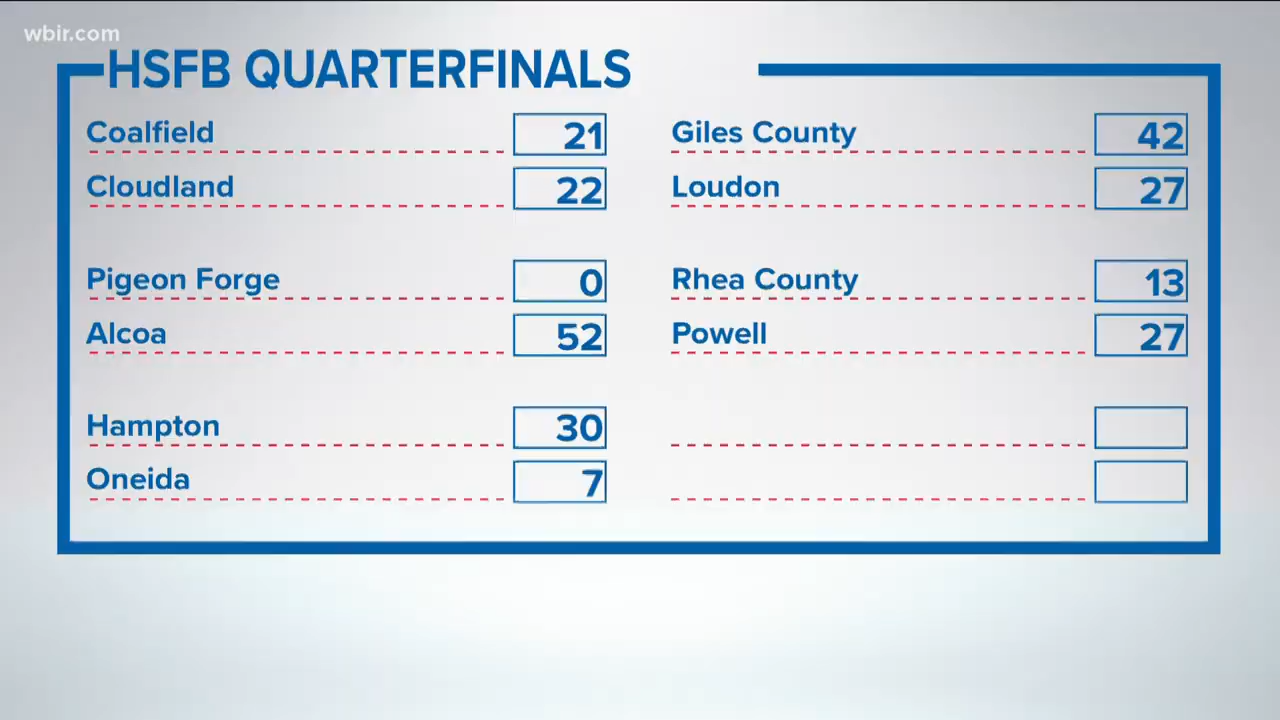 wbir.com
HSFB QUARTERFINALS
Coalfield 21
Cloudland 22
Pigeon Forge 0
Alcoa 52
Hampton 30
Oneida 7
Giles County 42
Loudon 27
Rhea County 13
Powell 27